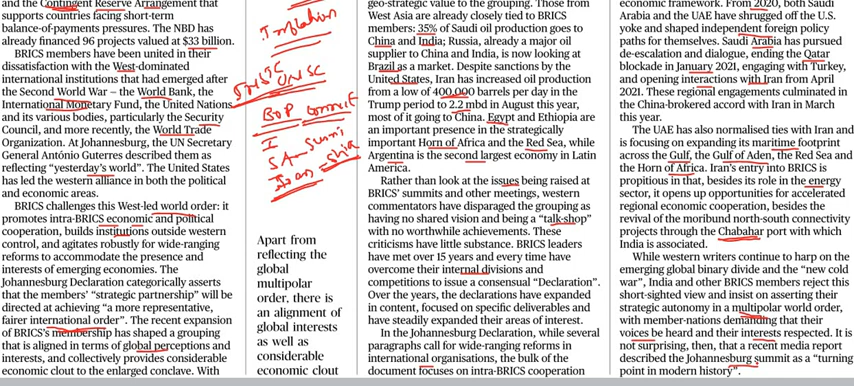 and the Contingent Reserve Arrangement that
supports countries facing short-term
balance-of-payments pressures. The NBD has
already financed 96 projects valued at $33 billion.
BRICS members have been united in their
dissatisfaction with the West-dominated
international institutions that had emerged after
the Second World War – the World Bank, the
International Monetary Fund, the United Nations
and its various bodies, particularly the Security
Council, and more recently, the World Trade
Organization. At Johannesburg, the UN Secretary
General António Guterres described them as
reflecting “yesterday’s world”. The United States
has led the western alliance in both the political
and economic areas.
BRICS challenges this West-led world order: it
promotes intra-BRICS economic and political
cooperation, builds institutions outside western
control, and agitates robustly for wide-ranging
reforms to accommodate the presence and
interests of emerging economies. The
Johannesburg Declaration categorically asserts
that the members’ “strategic partnership” will be
directed at achieving “a more representative,
fairer international order”. The recent expansion
of BRICS’s membership has shaped a grouping
that is aligned in terms of global perceptions and
interests, and collectively provides considerable
economic clout to the enlarged conclave. With
Inflation
UNSC
BOP
I
Apart from
reflecting the
global
multipolar
order, there is
an alignment of
global interests
as well as
considerable
economic clout
geo-strategic value to the grouping. Those from
West Asia are already closely tied to BRICS
members: 35% of Saudi oil production goes to
China and India; Russia, already a major oil
supplier to China and India, is now looking at
Brazil as a market. Despite sanctions by the
United States, Iran has increased oil production
from a low of 400,000 barrels per day in the
Trump period to 2.2 mbd in August this year,
most of it going to China. Egypt and Ethiopia are
an important presence in the strategically
important Horn of Africa and the Red Sea, while
Argentina is the second largest economy in Latin
America.
Rather than look at the issues being raised at
BRICS’ summits and other meetings, western
commentators have disparaged the grouping as
having no shared vision and being a “talk-shop”
with no worthwhile achievements. These
criticisms have little substance. BRICS leaders
have met over 15 years and every time have
overcome their internal divisions and
competitions to issue a consensual “Declaration”.
Over the years, the declarations have expanded
in content, focused on specific deliverables and
have steadily expanded their areas of interest.
In the Johannesburg Declaration, while several
paragraphs call for wide-ranging reforms in
international organisations, the bulk of the
document focuses on intra-BRICS cooperation
economic framework. From 2020, both Saudi
Arabia and the UAE have shrugged off the U.S.
yoke and shaped independent foreign policy
paths for themselves. Saudi Arabia has pursued
de-escalation and dialogue, ending the Qatar
blockade in January 2021, engaging with Turkey,
and opening interactions with Iran from April
2021. These regional engagements culminated in
the China-brokered accord with Iran in March
this year.
The UAE has also normalised ties with Iran and
is focusing on expanding its maritime footprint
across the Gulf, the Gulf of Aden, the Red Sea and
the Horn of Africa. Iran’s entry into BRICS is
propitious in that, besides its role in the energy
sector, it opens up opportunities for accelerated
regional economic cooperation, besides the
revival of the moribund north-south connectivity
projects through the Chabahar port with which
India is associated.
While western writers continue to harp on the
emerging global binary divide and the “new cold
war”, India and other BRICS members reject this
short-sighted view and insist on asserting their
strategic autonomy in a multipolar world order,
with member-nations demanding that their
voices be heard and their interests respected. It is
not surprising, then, that a recent media report
described the Johannesburg summit as a “turning
point in modern history”.